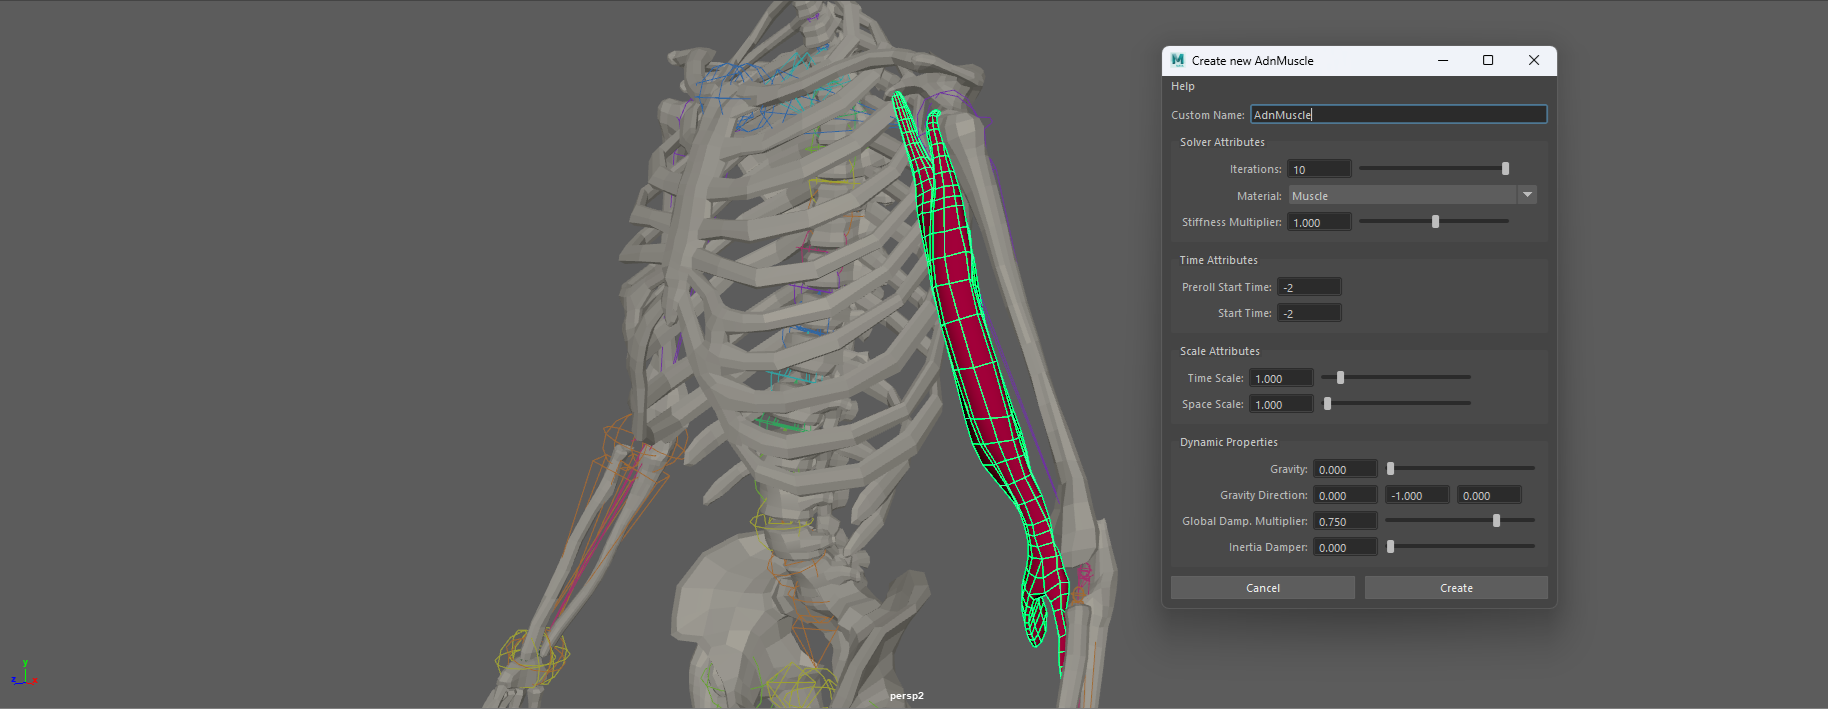 M Create new AdnMuscle
Help
Custom Name: AdnMuscle
Solver Attributes
Iterations: 10
Material: Muscle
Stiffness Multiplier: 1.000
Time Attributes
Preroll Start Time: -2
Start Time: -2
Scale Attributes
Time Scale: 1.000
Space Scale: 1.000
Dynamic Properties
Gravity: 0.000
Gravity Direction: 0.000 -1.000 0.000
Global Damp. Multiplier: 0.750
Inertia Damper: 0.000
Cancel Create
y
z x
persp2